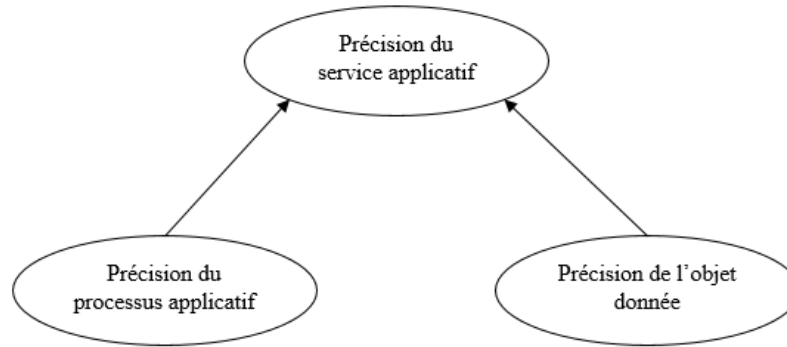 Précision du
service applicatif
Précision du
processus applicatif
Précision de l'objet
donnée